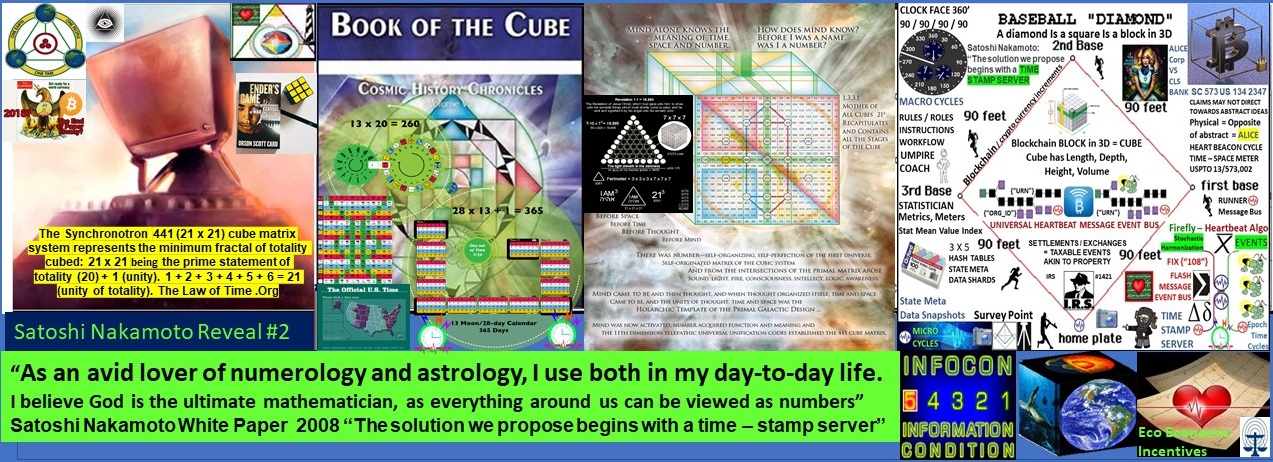 ONE TIME
2018
ENDER'S
GAME
ORSON SCOTT CARD
The Synchronotron 441 (21 x 21) cube matrix
system represents the minimum fractal of totality
cubed: 21 x 21 being the prime statement of
totality (20) + 1 (unity). 1 + 2 + 3 + 4 + 5 + 6 = 21
(unity of totality). The Law of Time .Org
Satoshi Nakamoto Reveal #2
BOOK OF THE CUBE
COSMIC HISTORY CHRONICLES
13 x 20 = 260
28 x 13 + 1 = 365
The Official U.S. Time
13 Moon/28-day Calendar
365 Days
MIND ALONE KNOWS THE
MEANING OF TIME,
SPACE AND NUMBER.
HOW DOES MIND KNOW?
BEFORE I WAS A NAME
WAS I A NUMBER?
1.3.3.1
MOTHER OF
ALL CUBES 21³
RECAPITULATES
AND CONTAINS
ALL THE STAGES
OF THE CUBE
7 x 7 x 7
I AM³
21³
BEFORE SPACE
BEFORE TIME
BEFORE THOUGHT
BEFORE MIND
THERE WAS NUMBER—SELF-ORGANIZING, SELF-PERFECTION OF THE FIRST UNIVERSE.
SELF-ORIGINATED MATRIX OF THE CUBIC SYSTEM
AND FROM THE INTERSECTIONS OF THE PRIMAL MATRIX AROSE
SOUND, LIGHT, FIRE, CONSCIOUSNESS, INTELLECT, LOGIC, AWARENESS.
MIND CAME TO BE AND THEN THOUGHT, AND WHEN THOUGHT ORGANIZED ITSELF, TIME AND SPACE
CAME TO BE, AND THE UNITY OF THOUGHT, TIME AND SPACE WAS THE
HOLARCHIC TEMPLATE OF THE PRIMAL GALACTIC DESIGN ...
MIND WAS NOW ACTIVATED, NUMBER ACQUIRED FUNCTION AND MEANING AND
THE 11TH DIMENSION TELEPATHIC UNIVERSAL UNIFICATION CODES ESTABLISHED THE 441 CUBE MATRIX.
CLOCK FACE 360'
90 / 90 / 90 / 90
BASEBALL "DIAMOND"
A diamond Is a square Is a block in 3D
2nd Base
Satoshi Nakamoto:
"The solution we propose
begins with a TIME
STAMP SERVER
ALICE
Corp
VS
CLS
BANK
SC 573 US 134 2347
CLAIMS MAY NOT DIRECT
TOWARDS ABSTRACT IDEAS
Physical = Opposite
of abstract = ALICE
HEART BEACON CYCLE
TIME – SPACE METER
USPTO 13/573,002
MACRO CYCLES
RULES / ROLES
INSTRUCTIONS
WORKFLOW
UMPIRE
COACH
90 feet
90 feet
Blockchain / crypto currency increments
Blockchain BLOCK in 3D = CUBE
Cube has Length, Depth,
Height, Volume
3rd Base
STATISTICIAN
Metrics, Meters
Stat Mean Value Index
first base
RUNNER
Message Bus
{"URN"}
{"ORG_ID"}
{"URN"}
UNIVERSAL HEARTBEAT MESSAGE EVENT BUS
90 feet
90 feet
3 X 5
HASH TABLES
STATE META
DATA SHARDS
SETTLEMENTS / EXCHANGES
= TAXABLE EVENTS
AKIN TO PROPERTY
IRS
#1421
I.R.S
Firefly – Heartbeat Algo
Stochastic
Harmonization
EVENTS
FIX {"108"}
FLASH
MESSAGE
EVENT BUS
TIME
STAMP
SERVER
Δδ
Epoch
Time
Cycles
State Meta
Data Snapshots
Survey Point
MICRO
CYCLES
home plate
"As an avid lover of numerology and astrology, I use both in my day-to-day life.
I believe God is the ultimate mathematician, as everything around us can be viewed as numbers"
Satoshi Nakamoto White Paper 2008 "The solution we propose begins with a time – stamp server"
INFOCON
5 4 3 2 1
INFORMATION
CONDITION
Eco Economic
Incentives